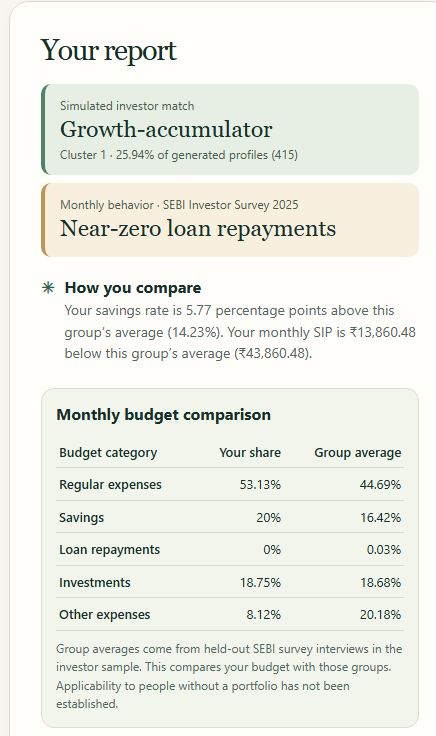 Your report
Simulated investor match
Growth-accumulator
Cluster 1 · 25.94% of generated profiles (415)
Monthly behavior · SEBI Investor Survey 2025
Near-zero loan repayments
✳ How you compare
Your savings rate is 5.77 percentage points above this
group’s average (14.23%). Your monthly SIP is ₹13,860.48
below this group’s average (₹43,860.48).
Monthly budget comparison
Budget category Your share Group average
Regular expenses 53.13% 44.69%
Savings 20% 16.42%
Loan repayments 0% 0.03%
Investments 18.75% 18.68%
Other expenses 8.12% 20.18%
Group averages come from held-out SEBI survey interviews in the
investor sample. This compares your budget with those groups.
Applicability to people without a portfolio has not been
established.